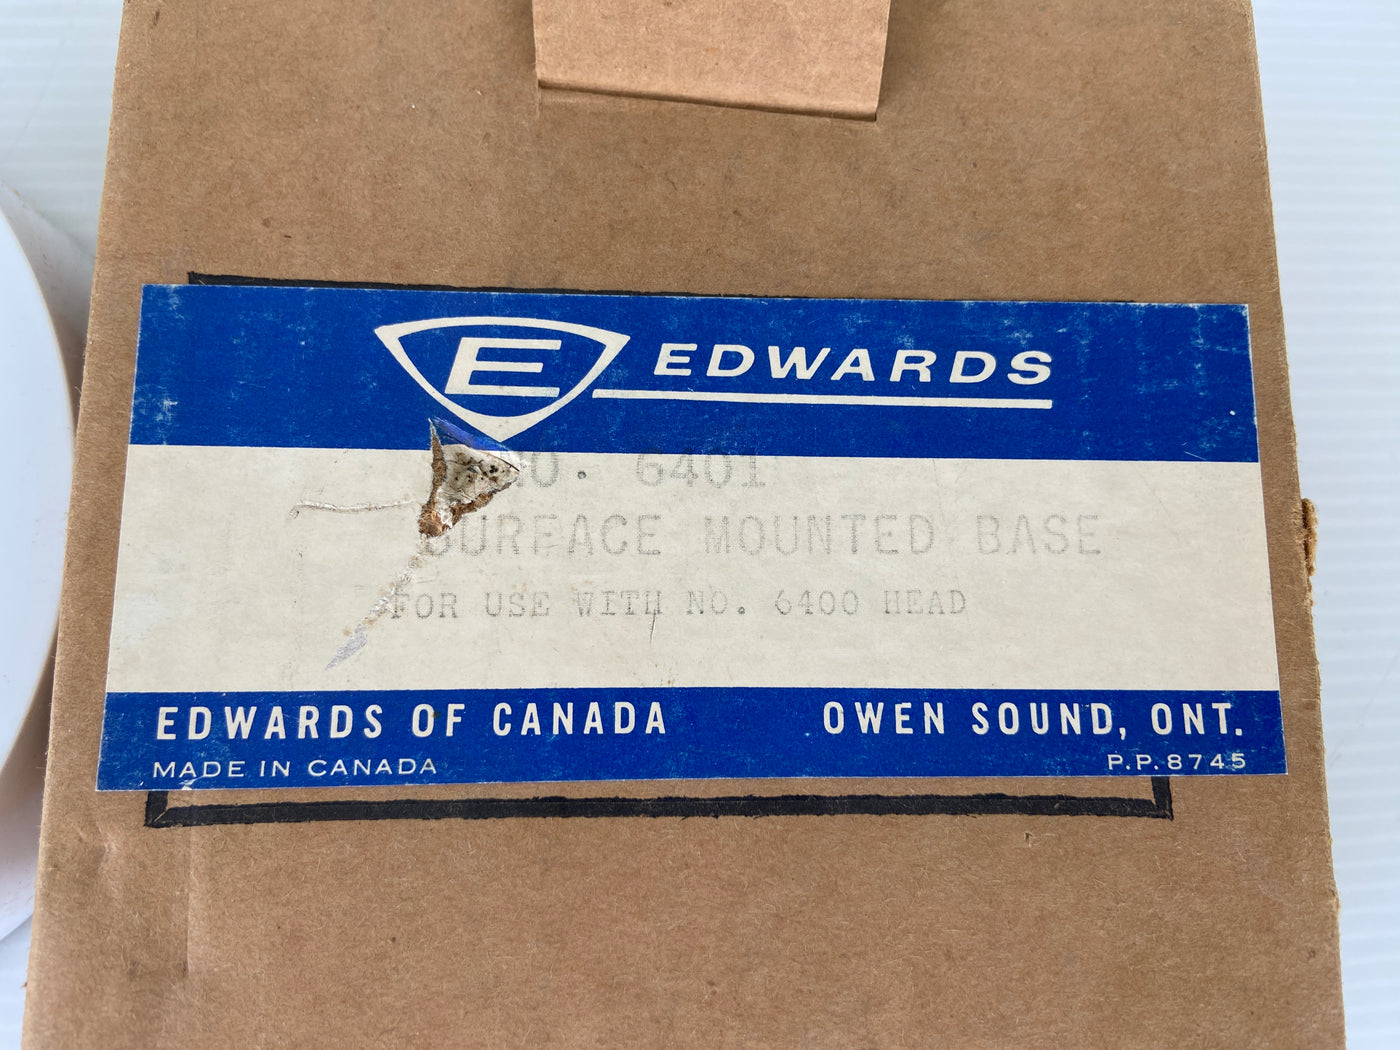 E EDWARDS
NO. 6401
SURFACE MOUNTED BASE
FOR USE WITH NO. 6400 HEAD
EDWARDS OF CANADA OWEN SOUND, ONT.
MADE IN CANADA P.P. 8745